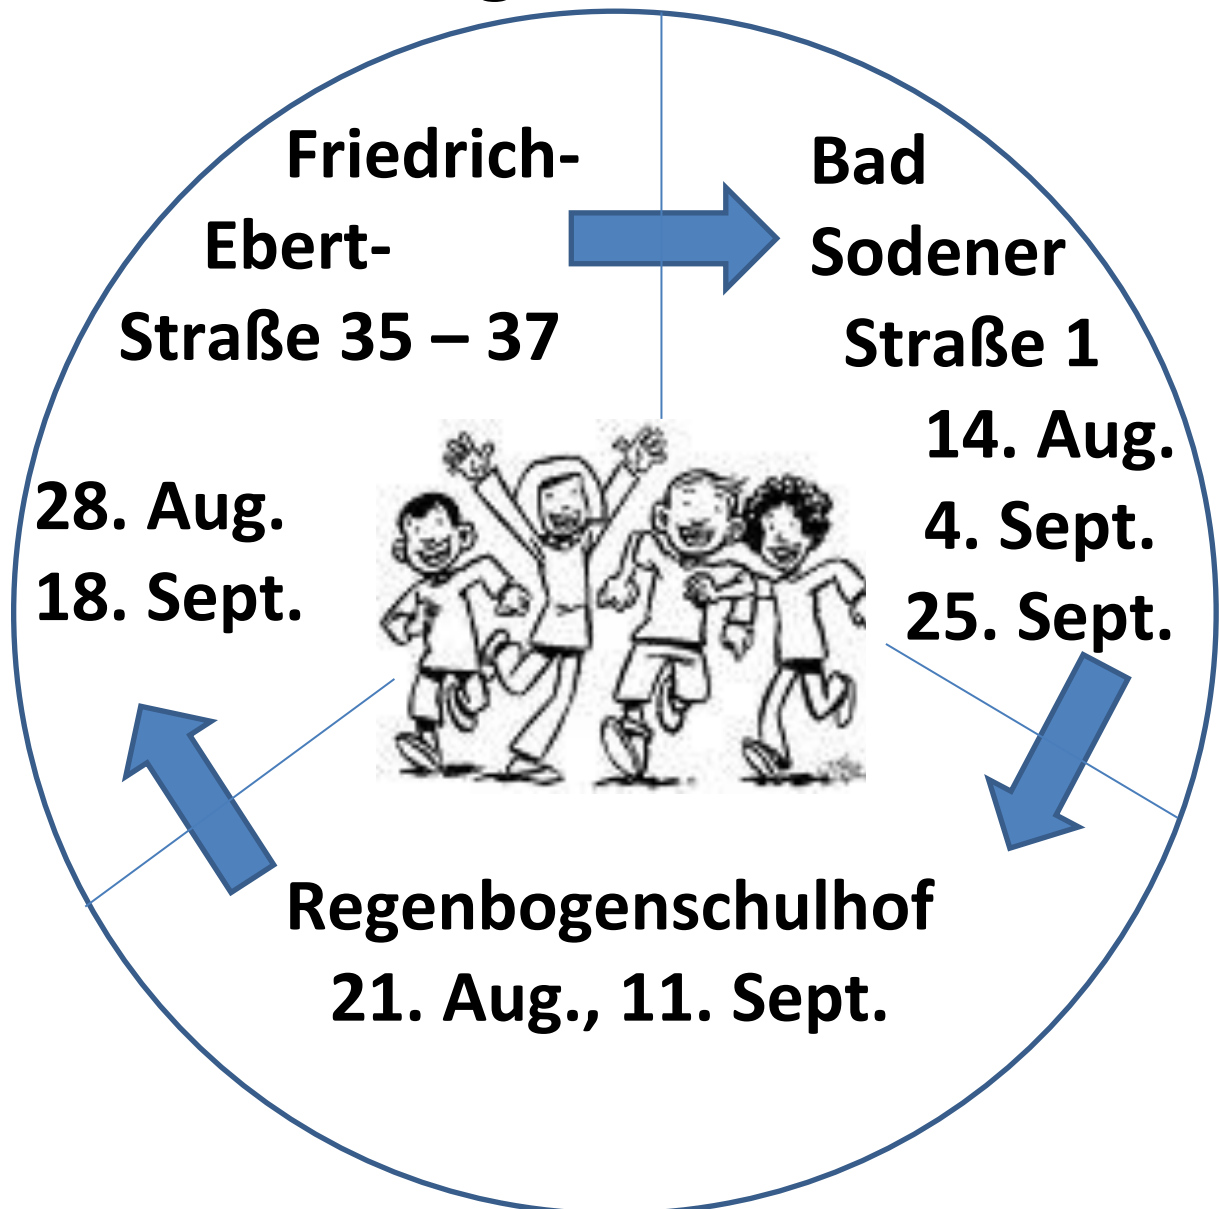 Friedrich-
Ebert-
Straße 35 – 37
28. Aug.
18. Sept.
Bad
Sodener
Straße 1
14. Aug.
4. Sept.
25. Sept.
Regenbogenschulhof
21. Aug., 11. Sept.